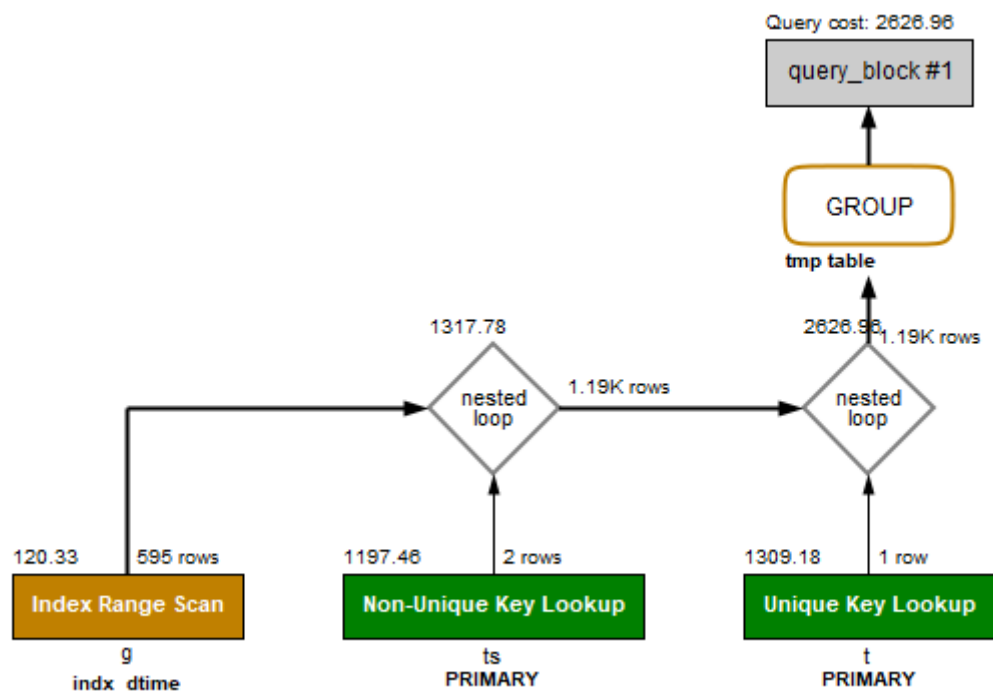 Query cost: 2626.96
query_block #1
GROUP
tmp table
1317.78
2626.96
1.19K rows
nested
loop
1.19K rows
nested
loop
120.33
595 rows
1197.46
2 rows
1309.18
1 row
Index Range Scan
Non-Unique Key Lookup
Unique Key Lookup
g
ts
t
indx_dtime
PRIMARY
PRIMARY